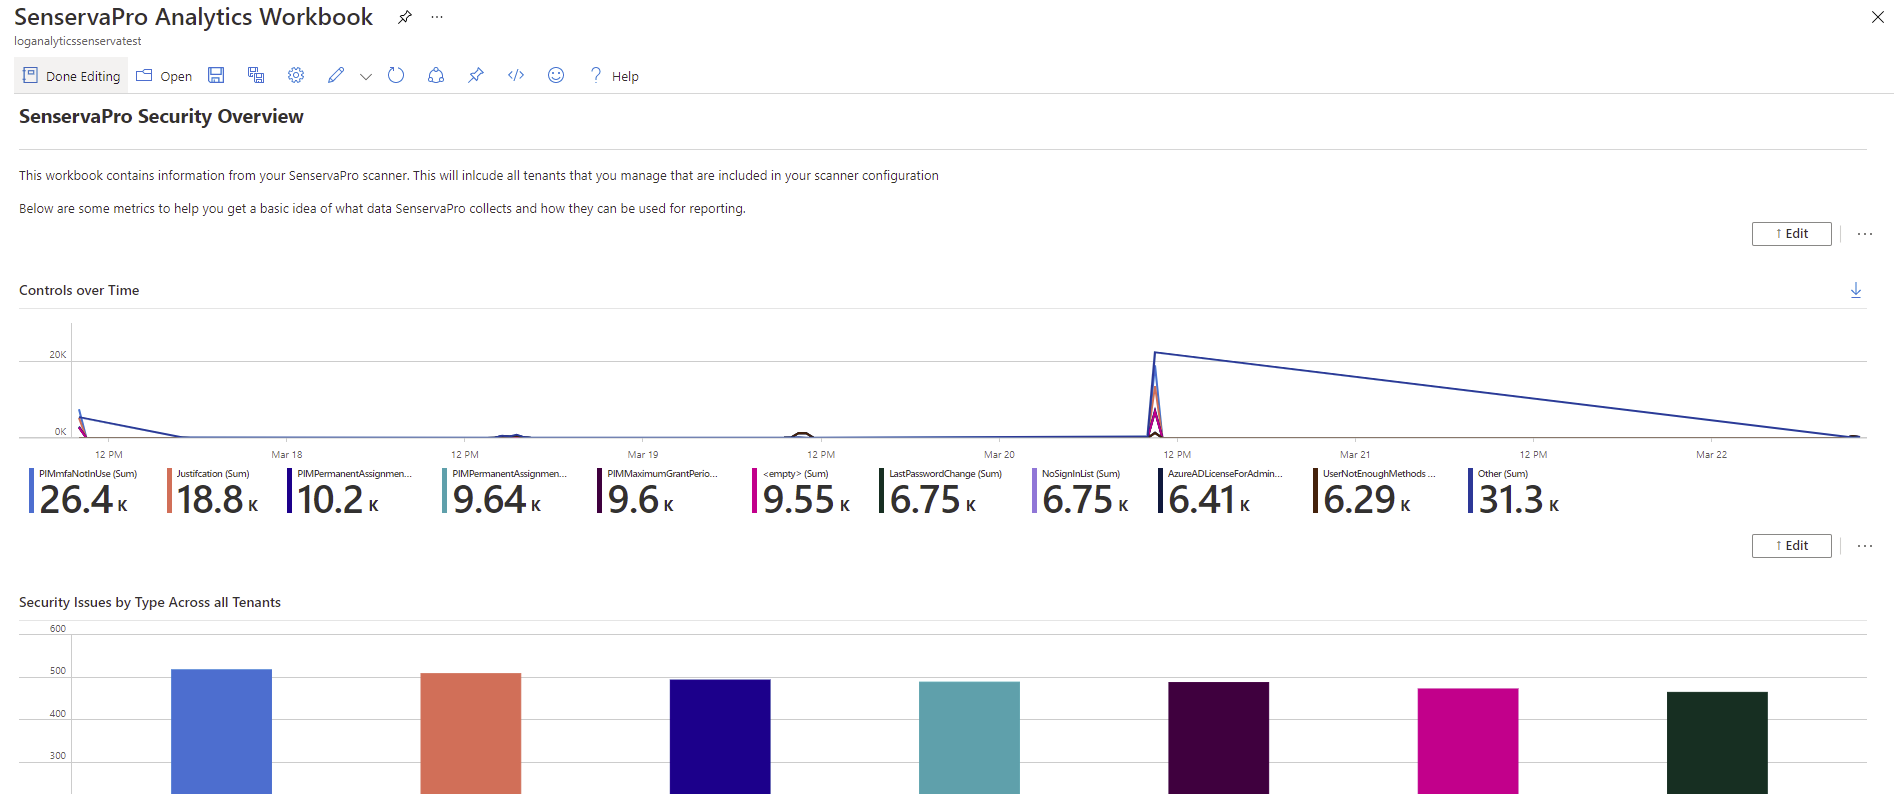 SenservaPro Analytics Workbook
loganalyticssenservatest
Done Editing Open Help
SenservaPro Security Overview
This workbook contains information from your SenservaPro scanner. This will inlcude all tenants that you manage that are included in your scanner configuration
Below are some metrics to help you get a basic idea of what data SenservaPro collects and how they can be used for reporting.
↑ Edit
Controls over Time
20K
0K
12 PM Mar 18 12 PM Mar 19 12 PM Mar 20 12 PM Mar 21 12 PM Mar 22
PIMmfaNotInUse (Sum) Justifcation (Sum) PIMPermanentAssignmen... PIMPermanentAssignmen... PIMMaximumGrantPerio... <empty> (Sum) LastPasswordChange (Sum) NoSignInList (Sum) AzureADLicenseForAdmin... UserNotEnoughMethods ... Other (Sum)
26.4 K 18.8 K 10.2 K 9.64 K 9.6 K 9.55 K 6.75 K 6.75 K 6.41 K 6.29 K 31.3 K
↑ Edit
Security Issues by Type Across all Tenants
600
500
400
300